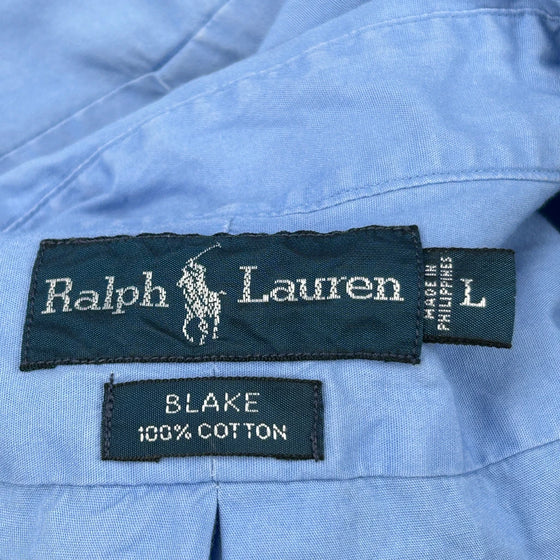 Ralph Lauren
MADE IN
PHILIPPINES
L
BLAKE
100% COTTON